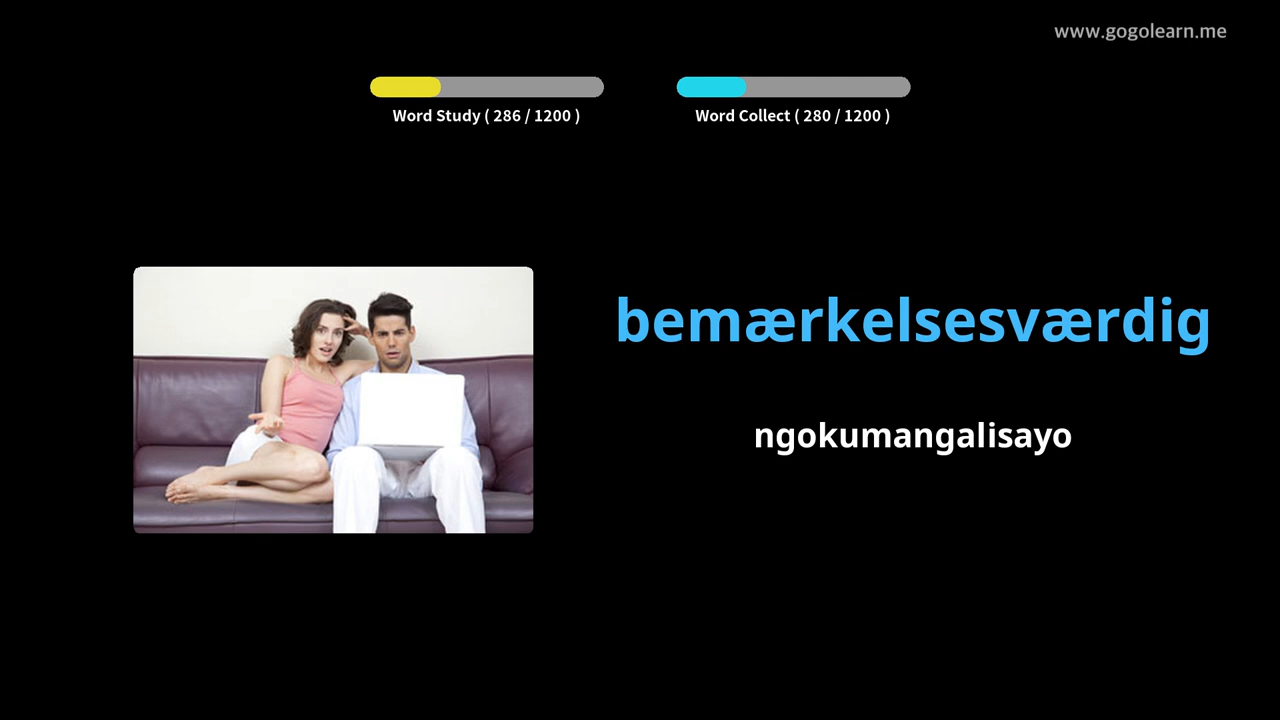 www.gogolearn.me
Word Study ( 286 / 1200 )
Word Collect ( 280 / 1200 )
bemærkelsesværdig
ngokumangalisayo